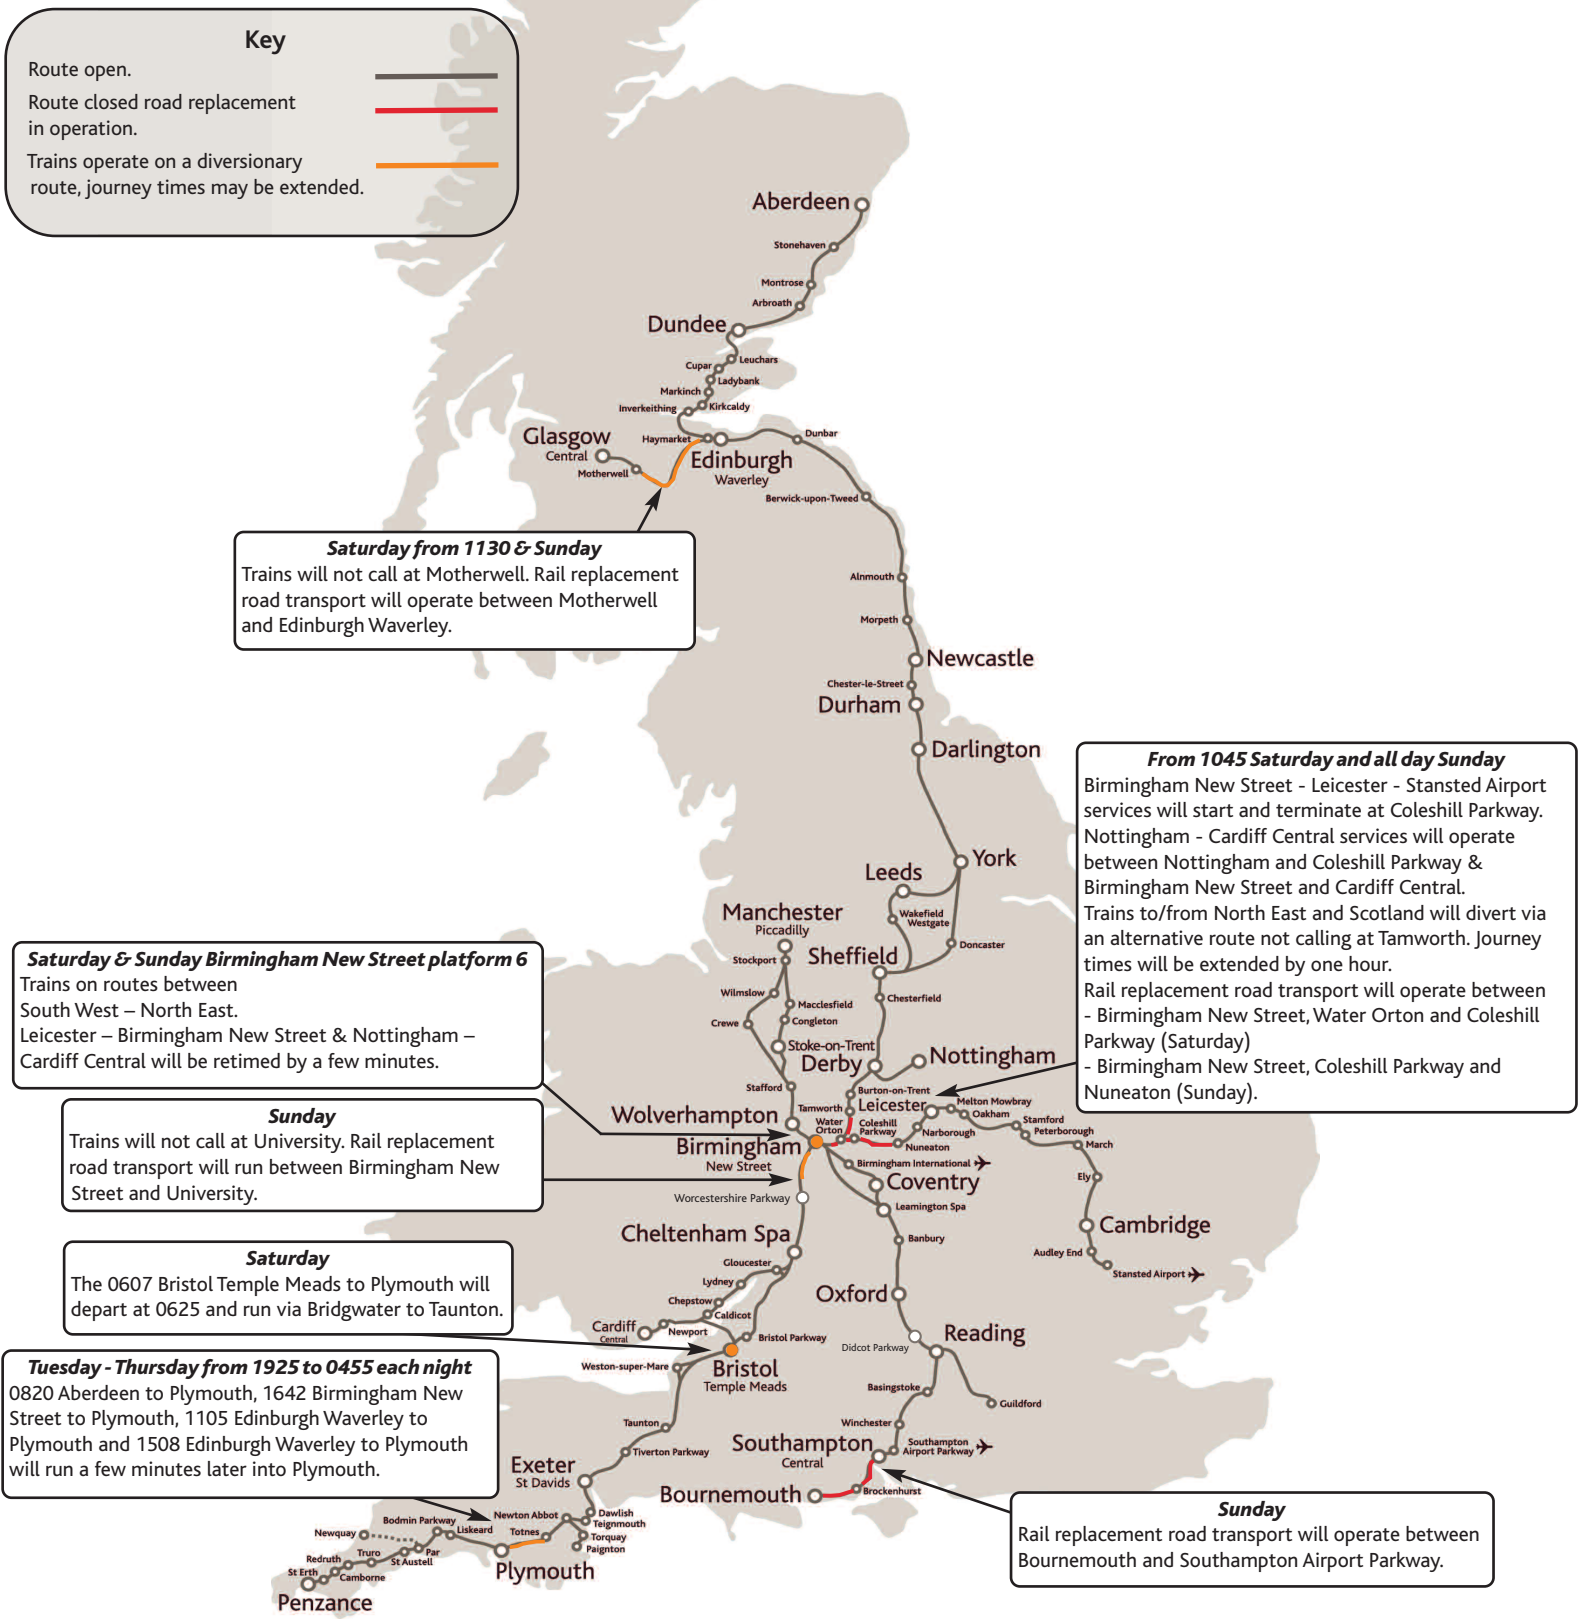 Key
Route open.
Route closed road replacement
in operation.
Trains operate on a diversionary
route, journey times may be extended.
Aberdeen
Stonehaven
Montrose
Arbroath
Dundee
Leuchars
Cupar
Ladybank
Markinch
Kirkcaldy
Inverkeithing
Glasgow
Central
Motherwell
Haymarket
Edinburgh
Waverley
Dunbar
Berwick-upon-Tweed
Saturday from 1130 & Sunday
Trains will not call at Motherwell. Rail replacement
road transport will operate between Motherwell
and Edinburgh Waverley.
Alnmouth
Morpeth
Newcastle
Chester-le-Street
Durham
Darlington
From 1045 Saturday and all day Sunday
Birmingham New Street - Leicester - Stansted Airport
services will start and terminate at Coleshill Parkway.
Nottingham - Cardiff Central services will operate
between Nottingham and Coleshill Parkway &
Birmingham New Street and Cardiff Central.
Trains to/from North East and Scotland will divert via
an alternative route not calling at Tamworth. Journey
times will be extended by one hour.
Rail replacement road transport will operate between
- Birmingham New Street, Water Orton and Coleshill
Parkway (Saturday)
- Birmingham New Street, Coleshill Parkway and
Nuneaton (Sunday).
York
Leeds
Wakefield
Westgate
Doncaster
Manchester
Piccadilly
Stockport
Sheffield
Wilmslow
Macclesfield
Chesterfield
Crewe
Congleton
Stoke-on-Trent
Derby
Nottingham
Stafford
Burton-on-Trent
Saturday & Sunday Birmingham New Street platform 6
Trains on routes between
South West – North East.
Leicester – Birmingham New Street & Nottingham –
Cardiff Central will be retimed by a few minutes.
Wolverhampton
Tamworth
Leicester
Melton Mowbray
Oakham
Stamford
Peterborough
March
Water
Orton
Coleshill
Parkway
Narborough
Nuneaton
Birmingham
New Street
Birmingham International
Coventry
Leamington Spa
Ely
Cambridge
Audley End
Stansted Airport
Sunday
Trains will not call at University. Rail replacement
road transport will run between Birmingham New
Street and University.
Worcestershire Parkway
Banbury
Cheltenham Spa
Gloucester
Lydney
Chepstow
Caldicot
Oxford
Saturday
The 0607 Bristol Temple Meads to Plymouth will
depart at 0625 and run via Bridgwater to Taunton.
Cardiff
Central
Newport
Bristol Parkway
Didcot Parkway
Reading
Weston-super-Mare
Bristol
Temple Meads
Basingstoke
Guildford
Tuesday - Thursday from 1925 to 0455 each night
0820 Aberdeen to Plymouth, 1642 Birmingham New
Street to Plymouth, 1105 Edinburgh Waverley to
Plymouth and 1508 Edinburgh Waverley to Plymouth
will run a few minutes later into Plymouth.
Taunton
Tiverton Parkway
Winchester
Southampton
Central
Southampton
Airport Parkway
Exeter
St Davids
Bournemouth
Brockenhurst
Sunday
Rail replacement road transport will operate between
Bournemouth and Southampton Airport Parkway.
Newton Abbot
Dawlish
Teignmouth
Torquay
Paignton
Totnes
Plymouth
Bodmin Parkway
Liskeard
Newquay
Par
St Austell
Truro
Redruth
Camborne
St Erth
Penzance